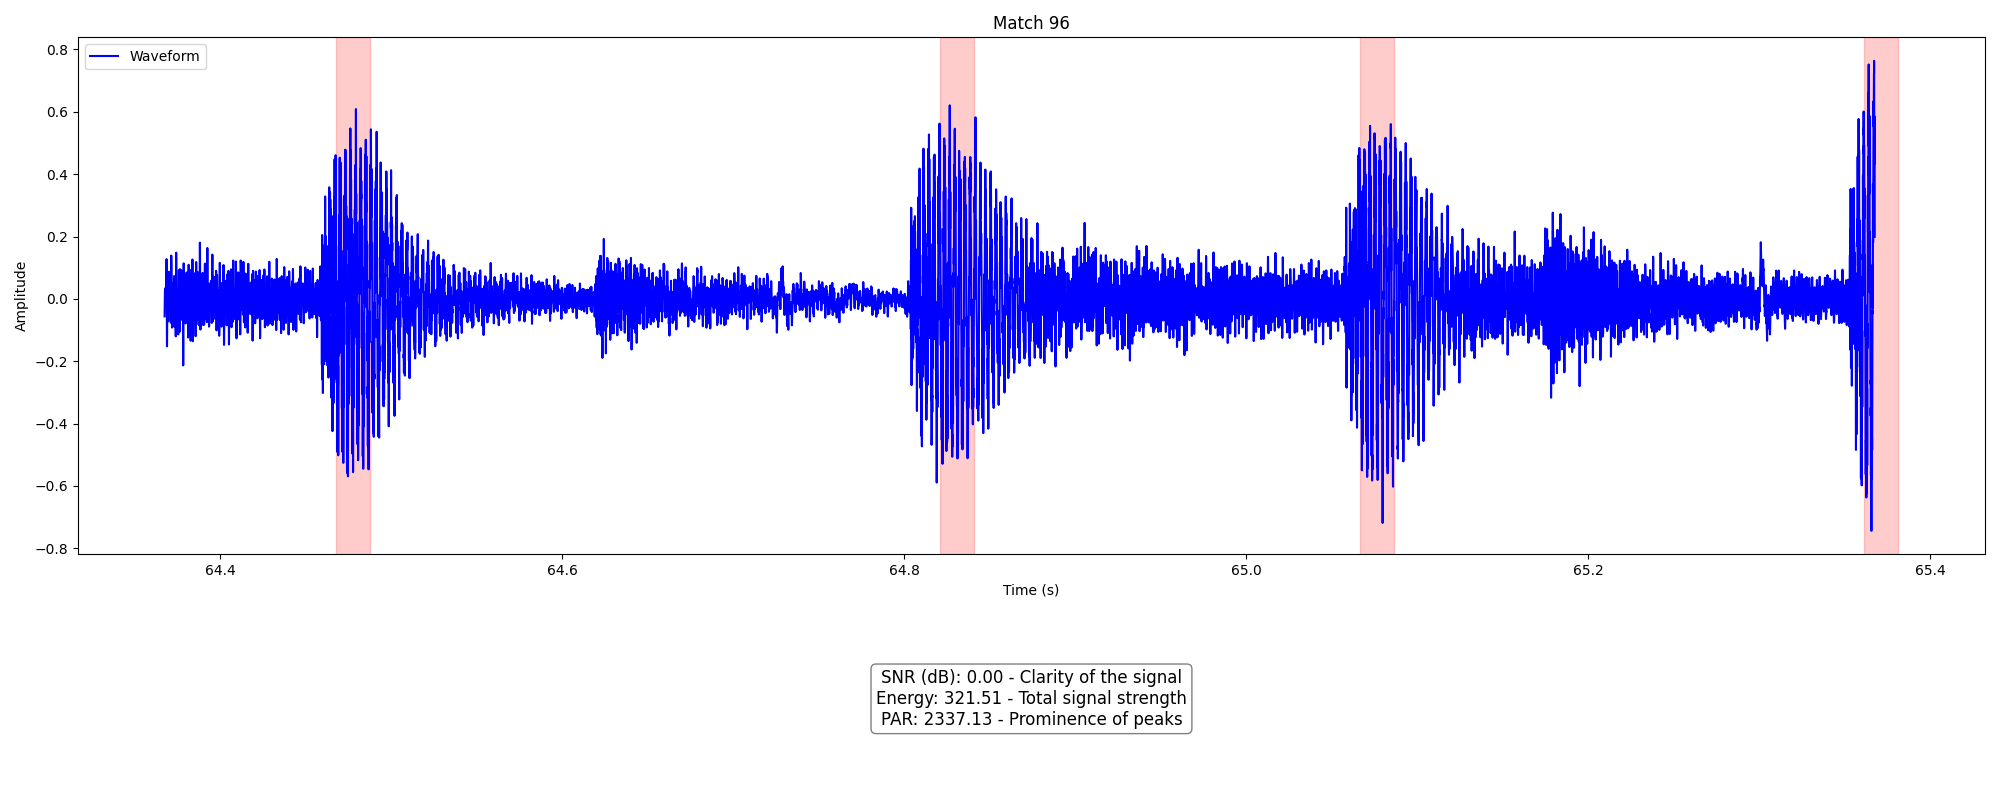 Match 96
Waveform
0.8
0.6
0.4
0.2
0.0
−0.2
−0.4
−0.6
−0.8
Amplitude
64.4 64.6 64.8 65.0 65.2 65.4
Time (s)
SNR (dB): 0.00 - Clarity of the signal
Energy: 321.51 - Total signal strength
PAR: 2337.13 - Prominence of peaks